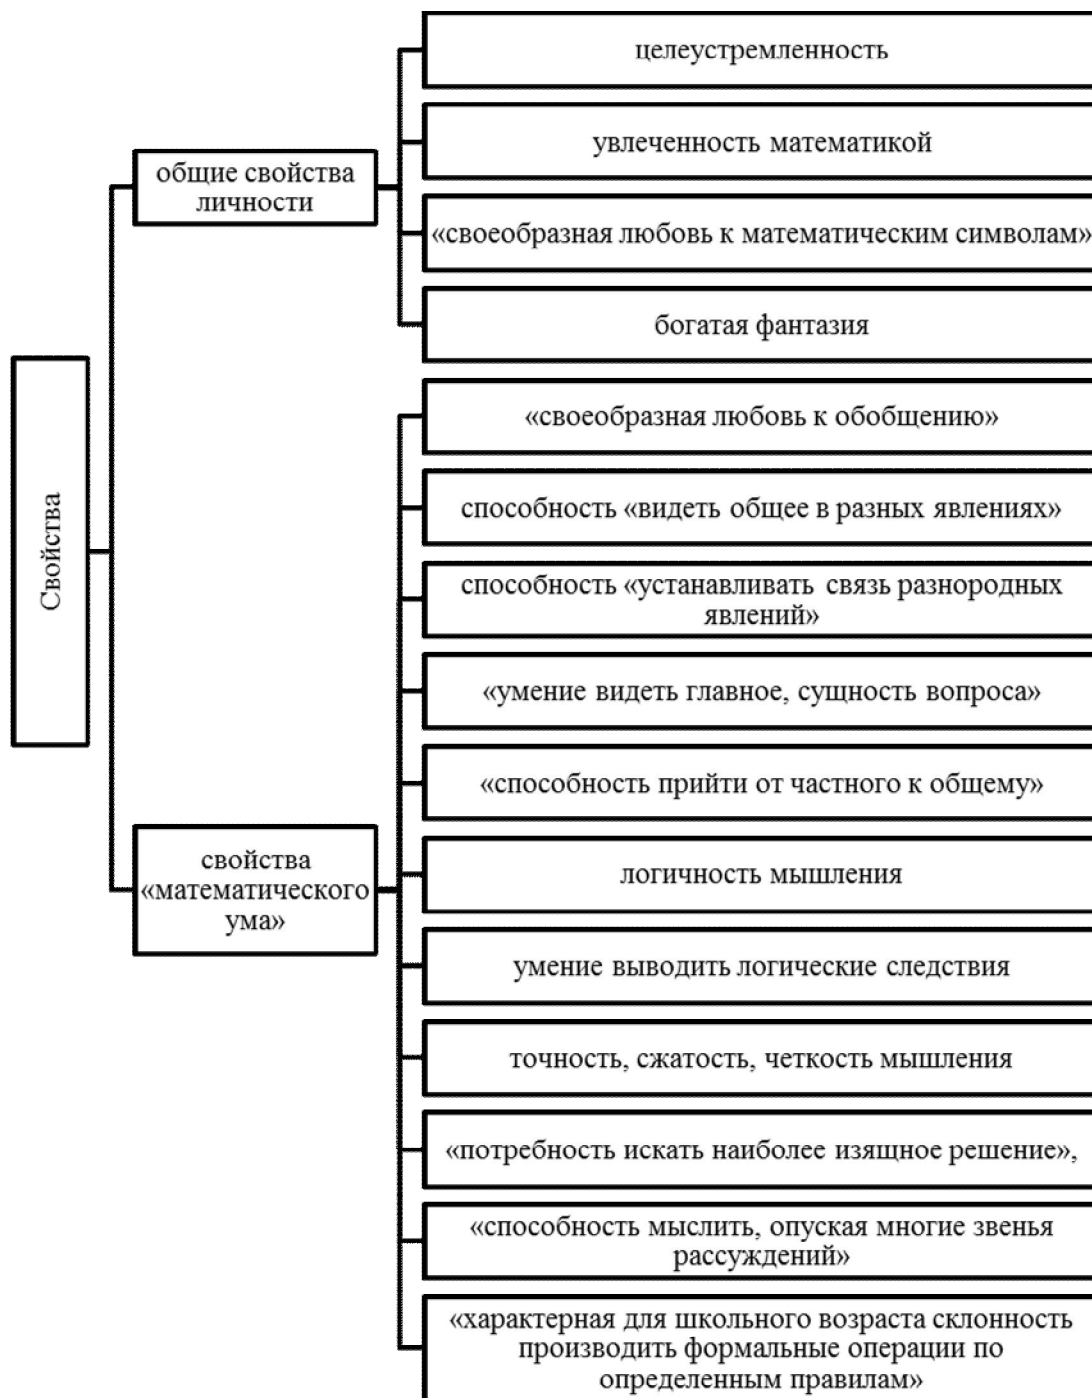 Свойства
общие свойства
личности
целеустремленность
увлеченность математикой
«своеобразная любовь к математическим символам»
богатая фантазия
свойства
«математического
ума»
«своеобразная любовь к обобщению»
способность «видеть общее в разных явлениях»
способность «устанавливать связь разнородных
явлений»
«умение видеть главное, сущность вопроса»
«способность прийти от частного к общему»
логичность мышления
умение выводить логические следствия
точность, сжатость, четкость мышления
«потребность искать наиболее изящное решение»,
«способность мыслить, опуская многие звенья
рассуждений»
«характерная для школьного возраста склонность
производить формальные операции по
определенным правилам»